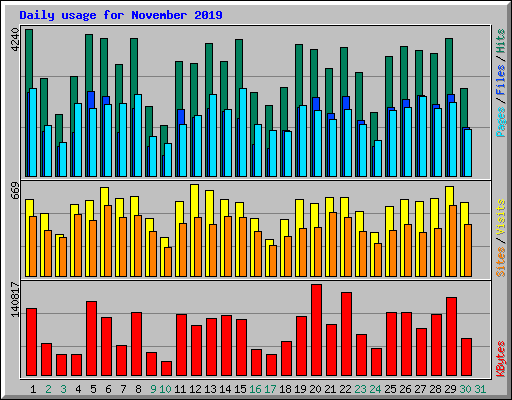 Daily usage for November 2019
4240
Pages / Files / Hits
669
Sites / Visits
140817
KBytes
1 2 3 4 5 6 7 8 9 10 11 12 13 14 15 16 17 18 19 20 21 22 23 24 25 26 27 28 29 30 31